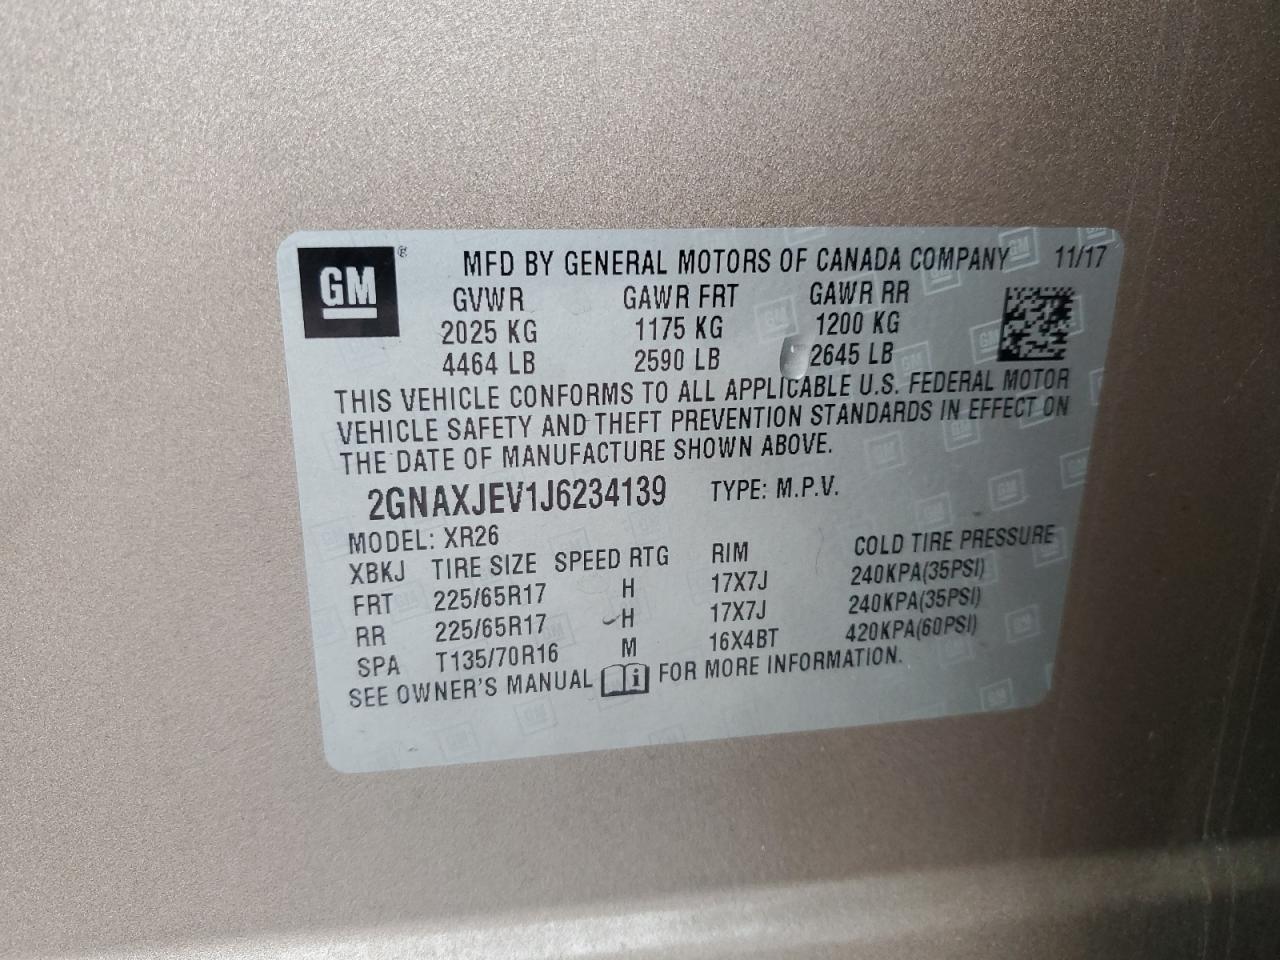 GM ®
MFD BY GENERAL MOTORS OF CANADA COMPANY 11/17
GVWR GAWR FRT GAWR RR
2025 KG 1175 KG 1200 KG
4464 LB 2590 LB 2645 LB
THIS VEHICLE CONFORMS TO ALL APPLICABLE U.S. FEDERAL MOTOR
VEHICLE SAFETY AND THEFT PREVENTION STANDARDS IN EFFECT ON
THE DATE OF MANUFACTURE SHOWN ABOVE.
2GNAXJEV1J6234139 TYPE: M.P.V.
MODEL: XR26
XBKJ TIRE SIZE SPEED RTG RIM COLD TIRE PRESSURE
FRT 225/65R17 H 17X7J 240KPA(35PSI)
RR 225/65R17 H 17X7J 240KPA(35PSI)
SPA T135/70R16 M 16X4BT 420KPA(60PSI)
SEE OWNER'S MANUAL i FOR MORE INFORMATION.